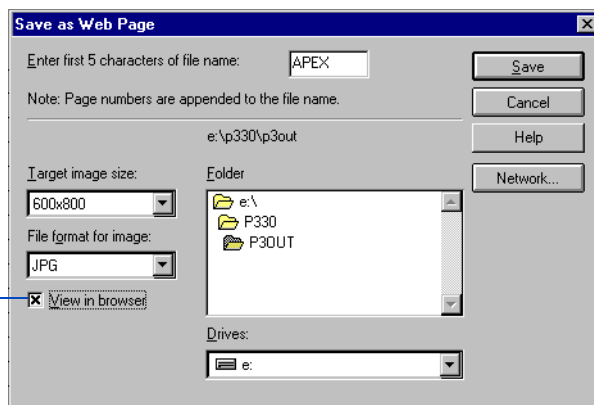 Save as Web Page
Enter first 5 characters of file name: APEX
Save
Note: Page numbers are appended to the file name.
Cancel
e:\p330\p3out
Help
Target image size:
Folder
Network...
600x800
e:\
P330
P3OUT
File format for image:
JPG
View in browser
Drives:
e: